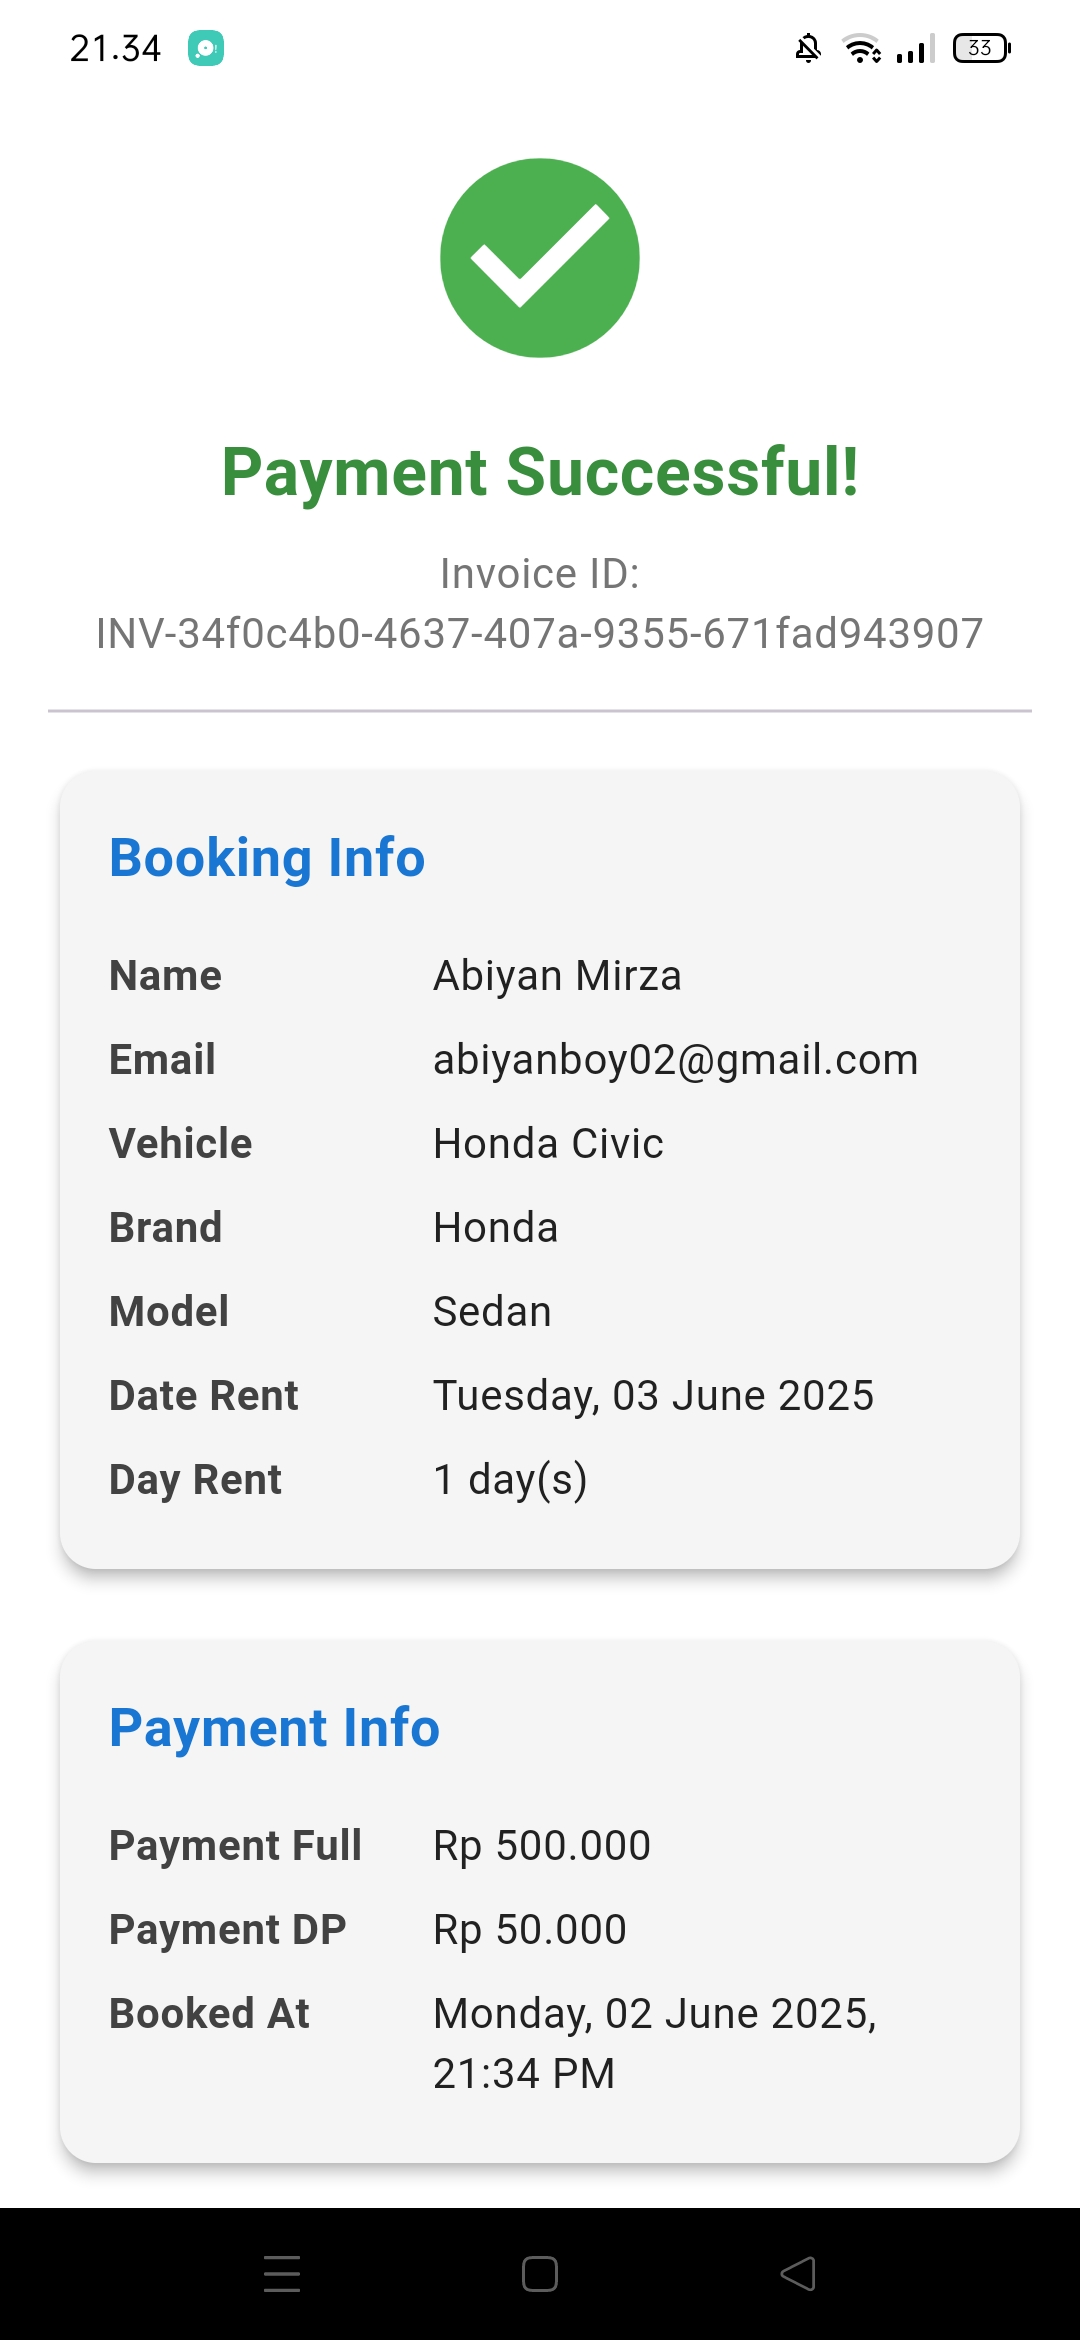 21.34
33
Payment Successful!
Invoice ID:
INV-34f0c4b0-4637-407a-9355-671fad943907
Booking Info
Name Abiyan Mirza
Email abiyanboy02@gmail.com
Vehicle Honda Civic
Brand Honda
Model Sedan
Date Rent Tuesday, 03 June 2025
Day Rent 1 day(s)
Payment Info
Payment Full Rp 500.000
Payment DP Rp 50.000
Booked At Monday, 02 June 2025,
21:34 PM